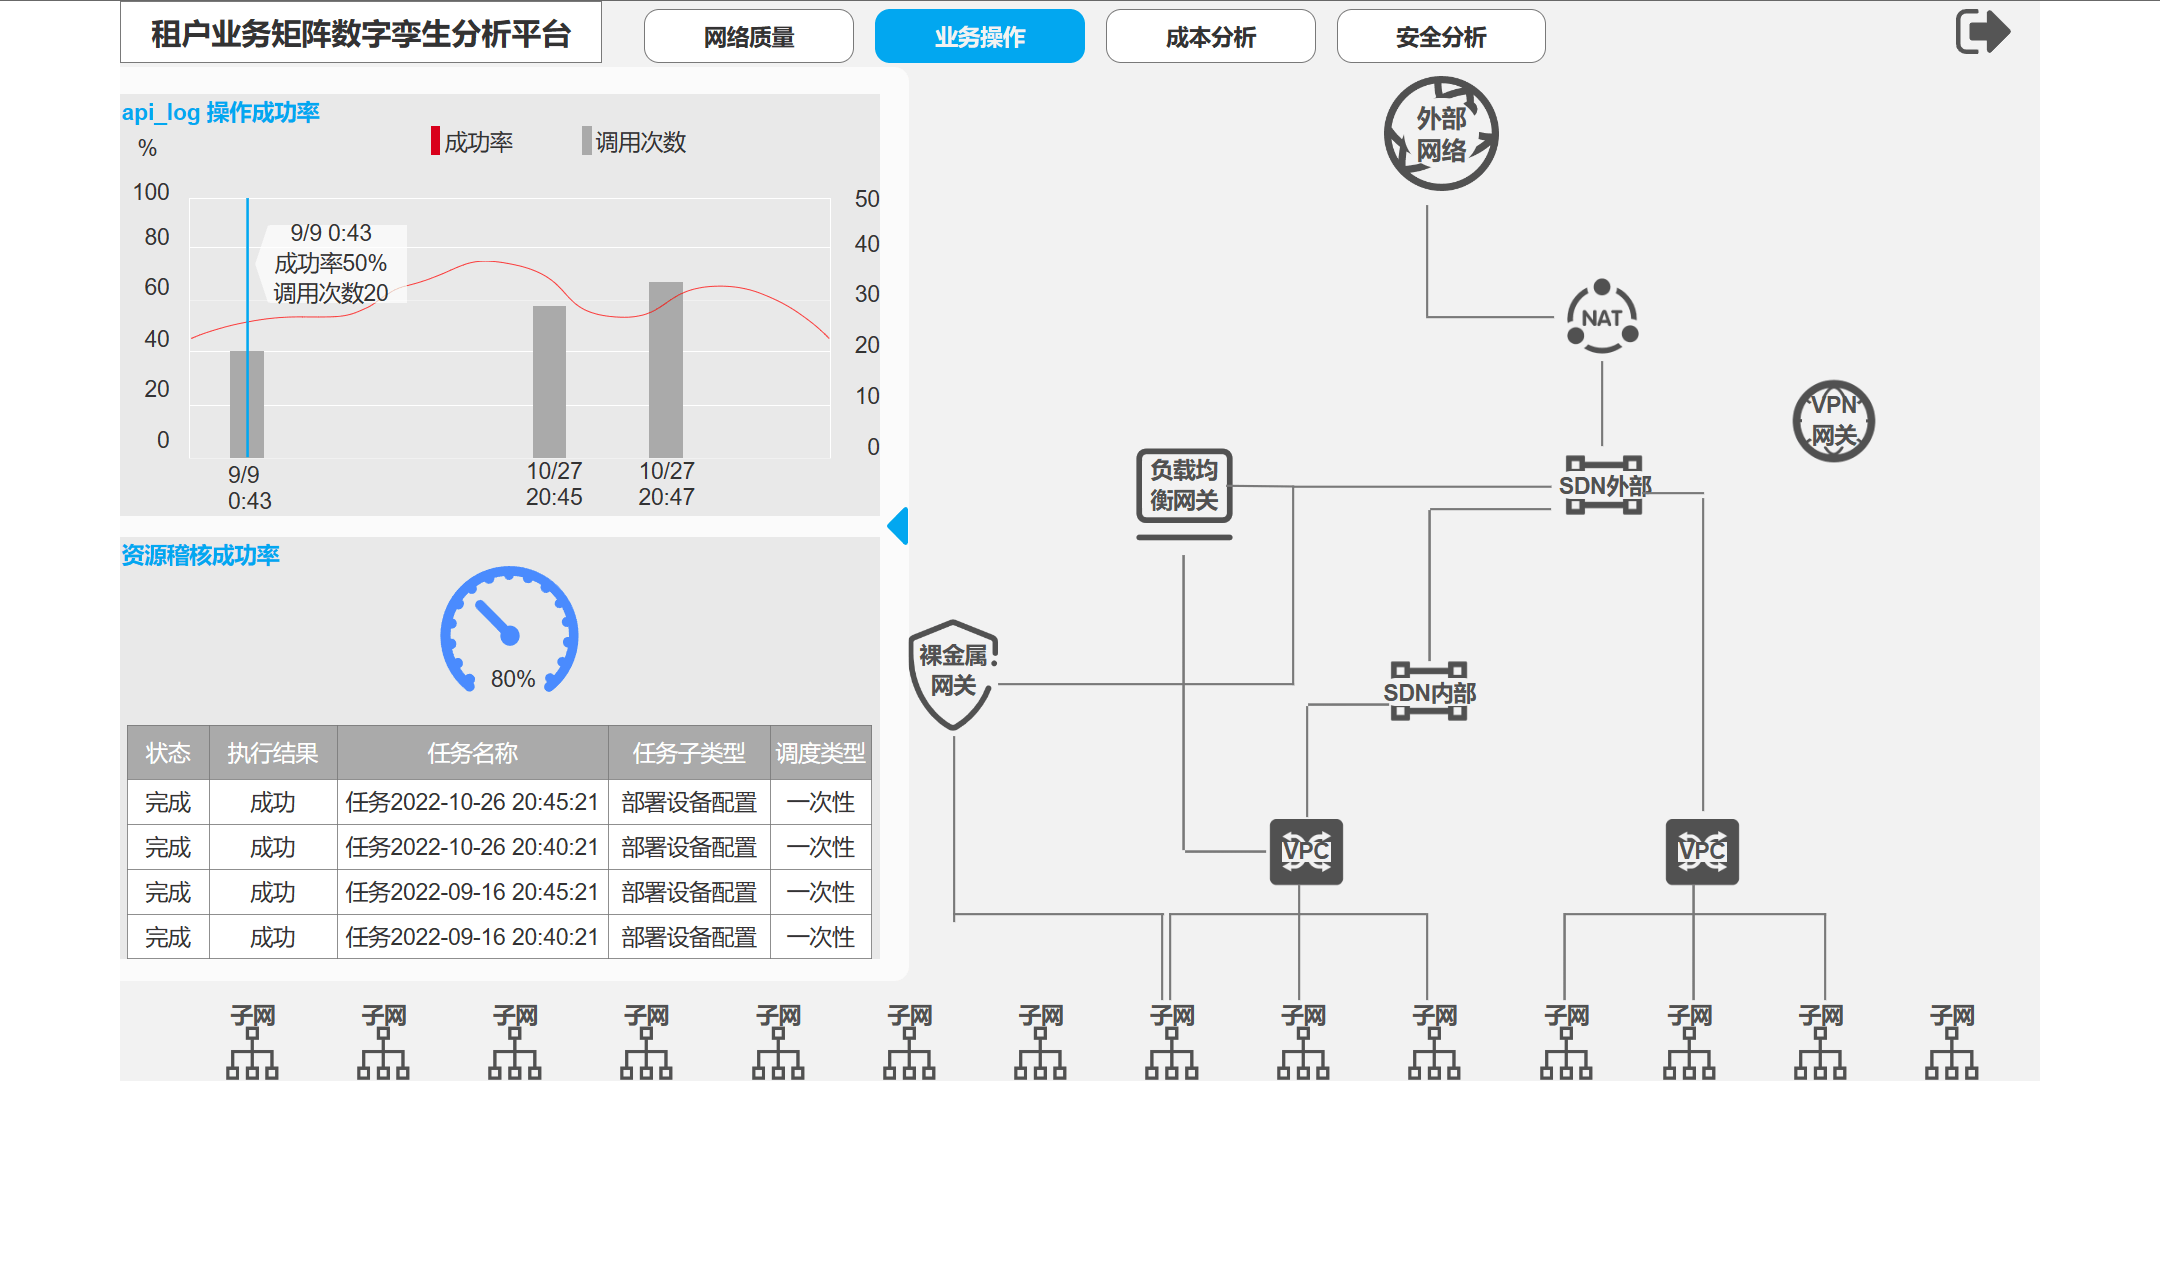 租户业务矩阵数字孪生分析平台
网络质量
业务操作
成本分析
安全分析
api_log 操作成功率
%
成功率
调用次数
100
80
60
40
20
0
50
40
30
20
10
0
9/9 0:43
成功率50%
调用次数20
9/9
0:43
10/27
20:45
10/27
20:47
资源稽核成功率
80%
状态 执行结果 任务名称 任务子类型 调度类型
完成 成功 任务2022-10-26 20:45:21 部署设备配置 一次性
完成 成功 任务2022-10-26 20:40:21 部署设备配置 一次性
完成 成功 任务2022-09-16 20:45:21 部署设备配置 一次性
完成 成功 任务2022-09-16 20:40:21 部署设备配置 一次性
外部
网络
NAT
VPN
网关
负载均
衡网关
SDN外部
裸金属
网关
SDN内部
VPC
VPC
子网 子网 子网 子网 子网 子网 子网 子网 子网 子网 子网 子网 子网 子网